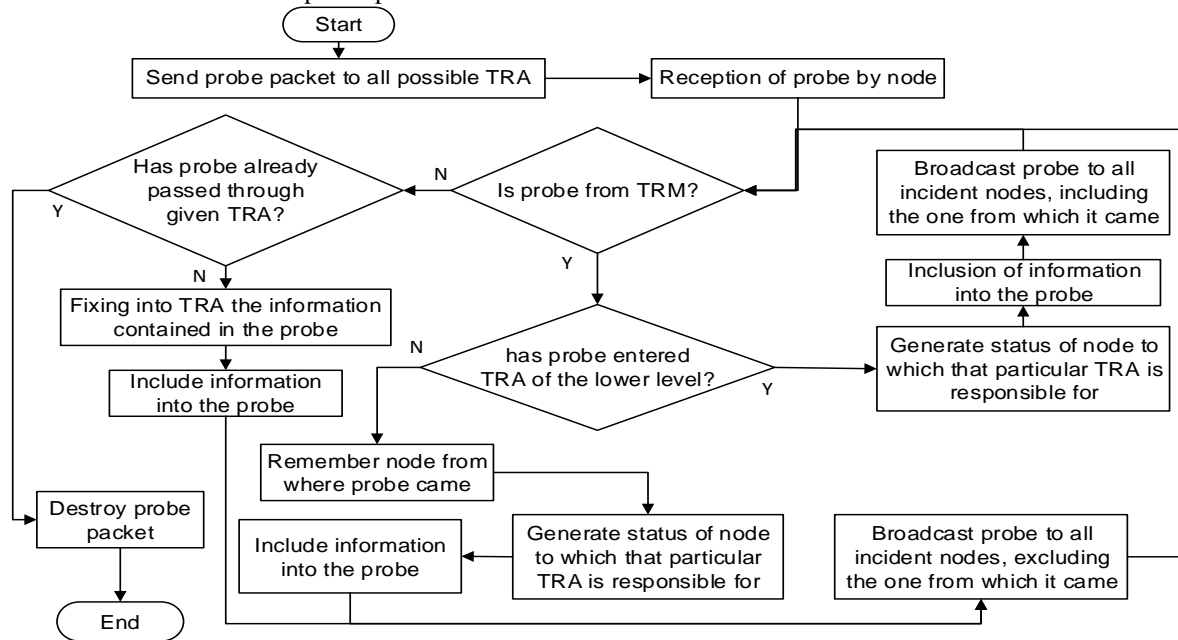 Start
Send probe packet to all possible TRA
Reception of probe by node
Has probe already
passed through
given TRA?
N
Is probe from TRM?
Broadcast probe to all
incident nodes, including
the one from which it came
Y
N
Y
Inclusion of information
into the probe
Fixing into TRA the information
contained in the probe
N
has probe entered
TRA of the lower level?
Y
Generate status of node to
which that particular TRA is
responsible for
Include information
into the probe
Remember node from
where probe came
Destroy probe
packet
Include information
into the probe
Generate status of node
to which that particular
TRA is responsible for
Broadcast probe to all
incident nodes, excluding
the one from which it came
End